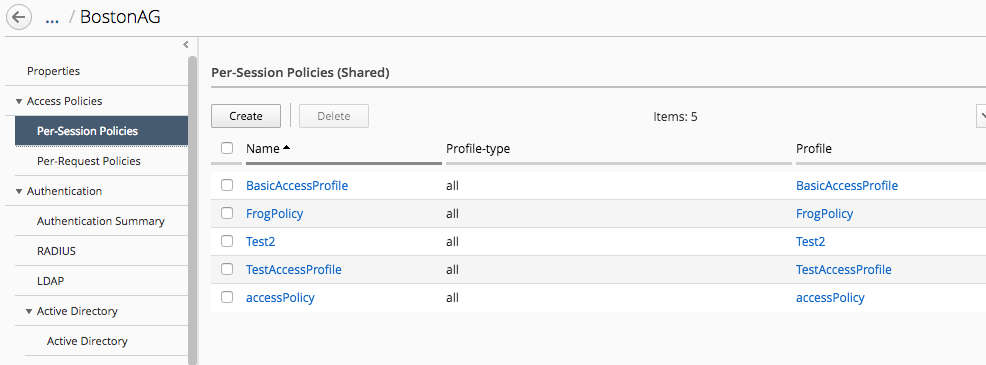 ... / BostonAG
Properties
Access Policies
Per-Session Policies
Per-Request Policies
Authentication
Authentication Summary
RADIUS
LDAP
Active Directory
Active Directory
Per-Session Policies (Shared)
Create Delete Items: 5
Name Profile-type Profile
BasicAccessProfile all BasicAccessProfile
FrogPolicy all FrogPolicy
Test2 all Test2
TestAccessProfile all TestAccessProfile
accessPolicy all accessPolicy